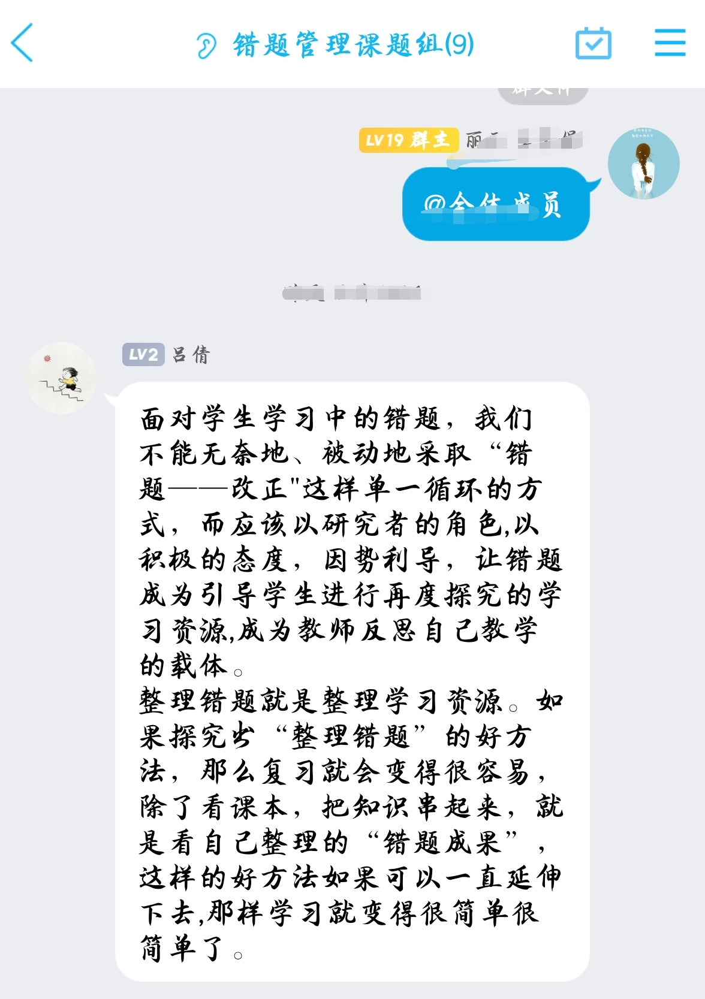 错题管理课题组(9)
LV19 群主
@全体成员
LV2 吕倩
面对学生学习中的错题，我们
不能无奈地、被动地采取“错
题——改正"这样单一循环的方
式，而应该以研究者的角色,以
积极的态度，因势利导，让错题
成为引导学生进行再度探究的学
习资源,成为教师反思自己教学
的载体。
整理错题就是整理学习资源。如
果探究出“整理错题”的好方
法，那么复习就会变得很容易，
除了看课本，把知识串起来，就
是看自己整理的“错题成果”，
这样的好方法如果可以一直延伸
下去,那样学习就变得很简单很
简单了。